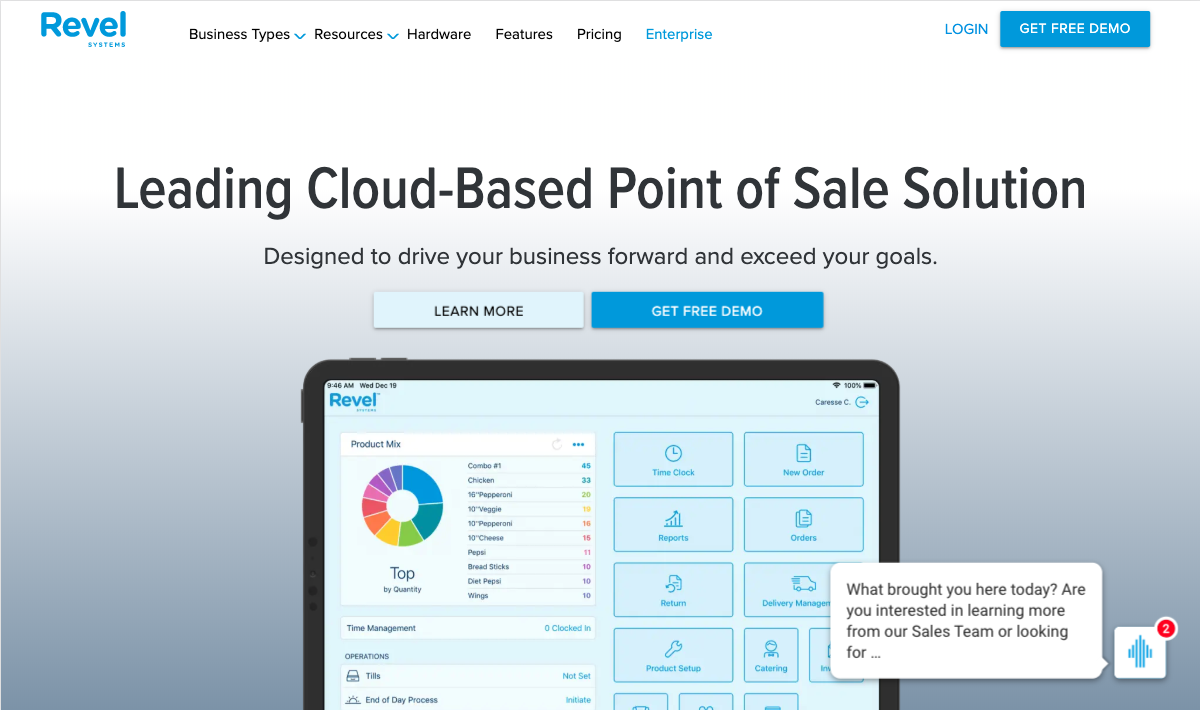 Revel
SYSTEMS
Business Types
Resources
Hardware
Features
Pricing
Enterprise
LOGIN
GET FREE DEMO
Leading Cloud-Based Point of Sale Solution
Designed to drive your business forward and exceed your goals.
LEARN MORE
GET FREE DEMO
9:46 AM Wed Dec 19
100%
Revel
SYSTEMS
Caresse C.
Product Mix
Combo #1 45
Chicken 33
16"Pepperoni 20
10"Veggie 19
10"Pepperoni 16
10"Cheese 15
Pepsi 11
Bread Sticks 10
Diet Pepsi 10
Wings 10
Top
by Quantity
Time Management 0 Clocked In
OPERATIONS
Tills Not Set
End of Day Process Initiate
Time Clock
New Order
Reports
Orders
Return
Delivery Managem
Product Setup
Catering
Inv
What brought you here today? Are
you interested in learning more
from our Sales Team or looking
for ...
2